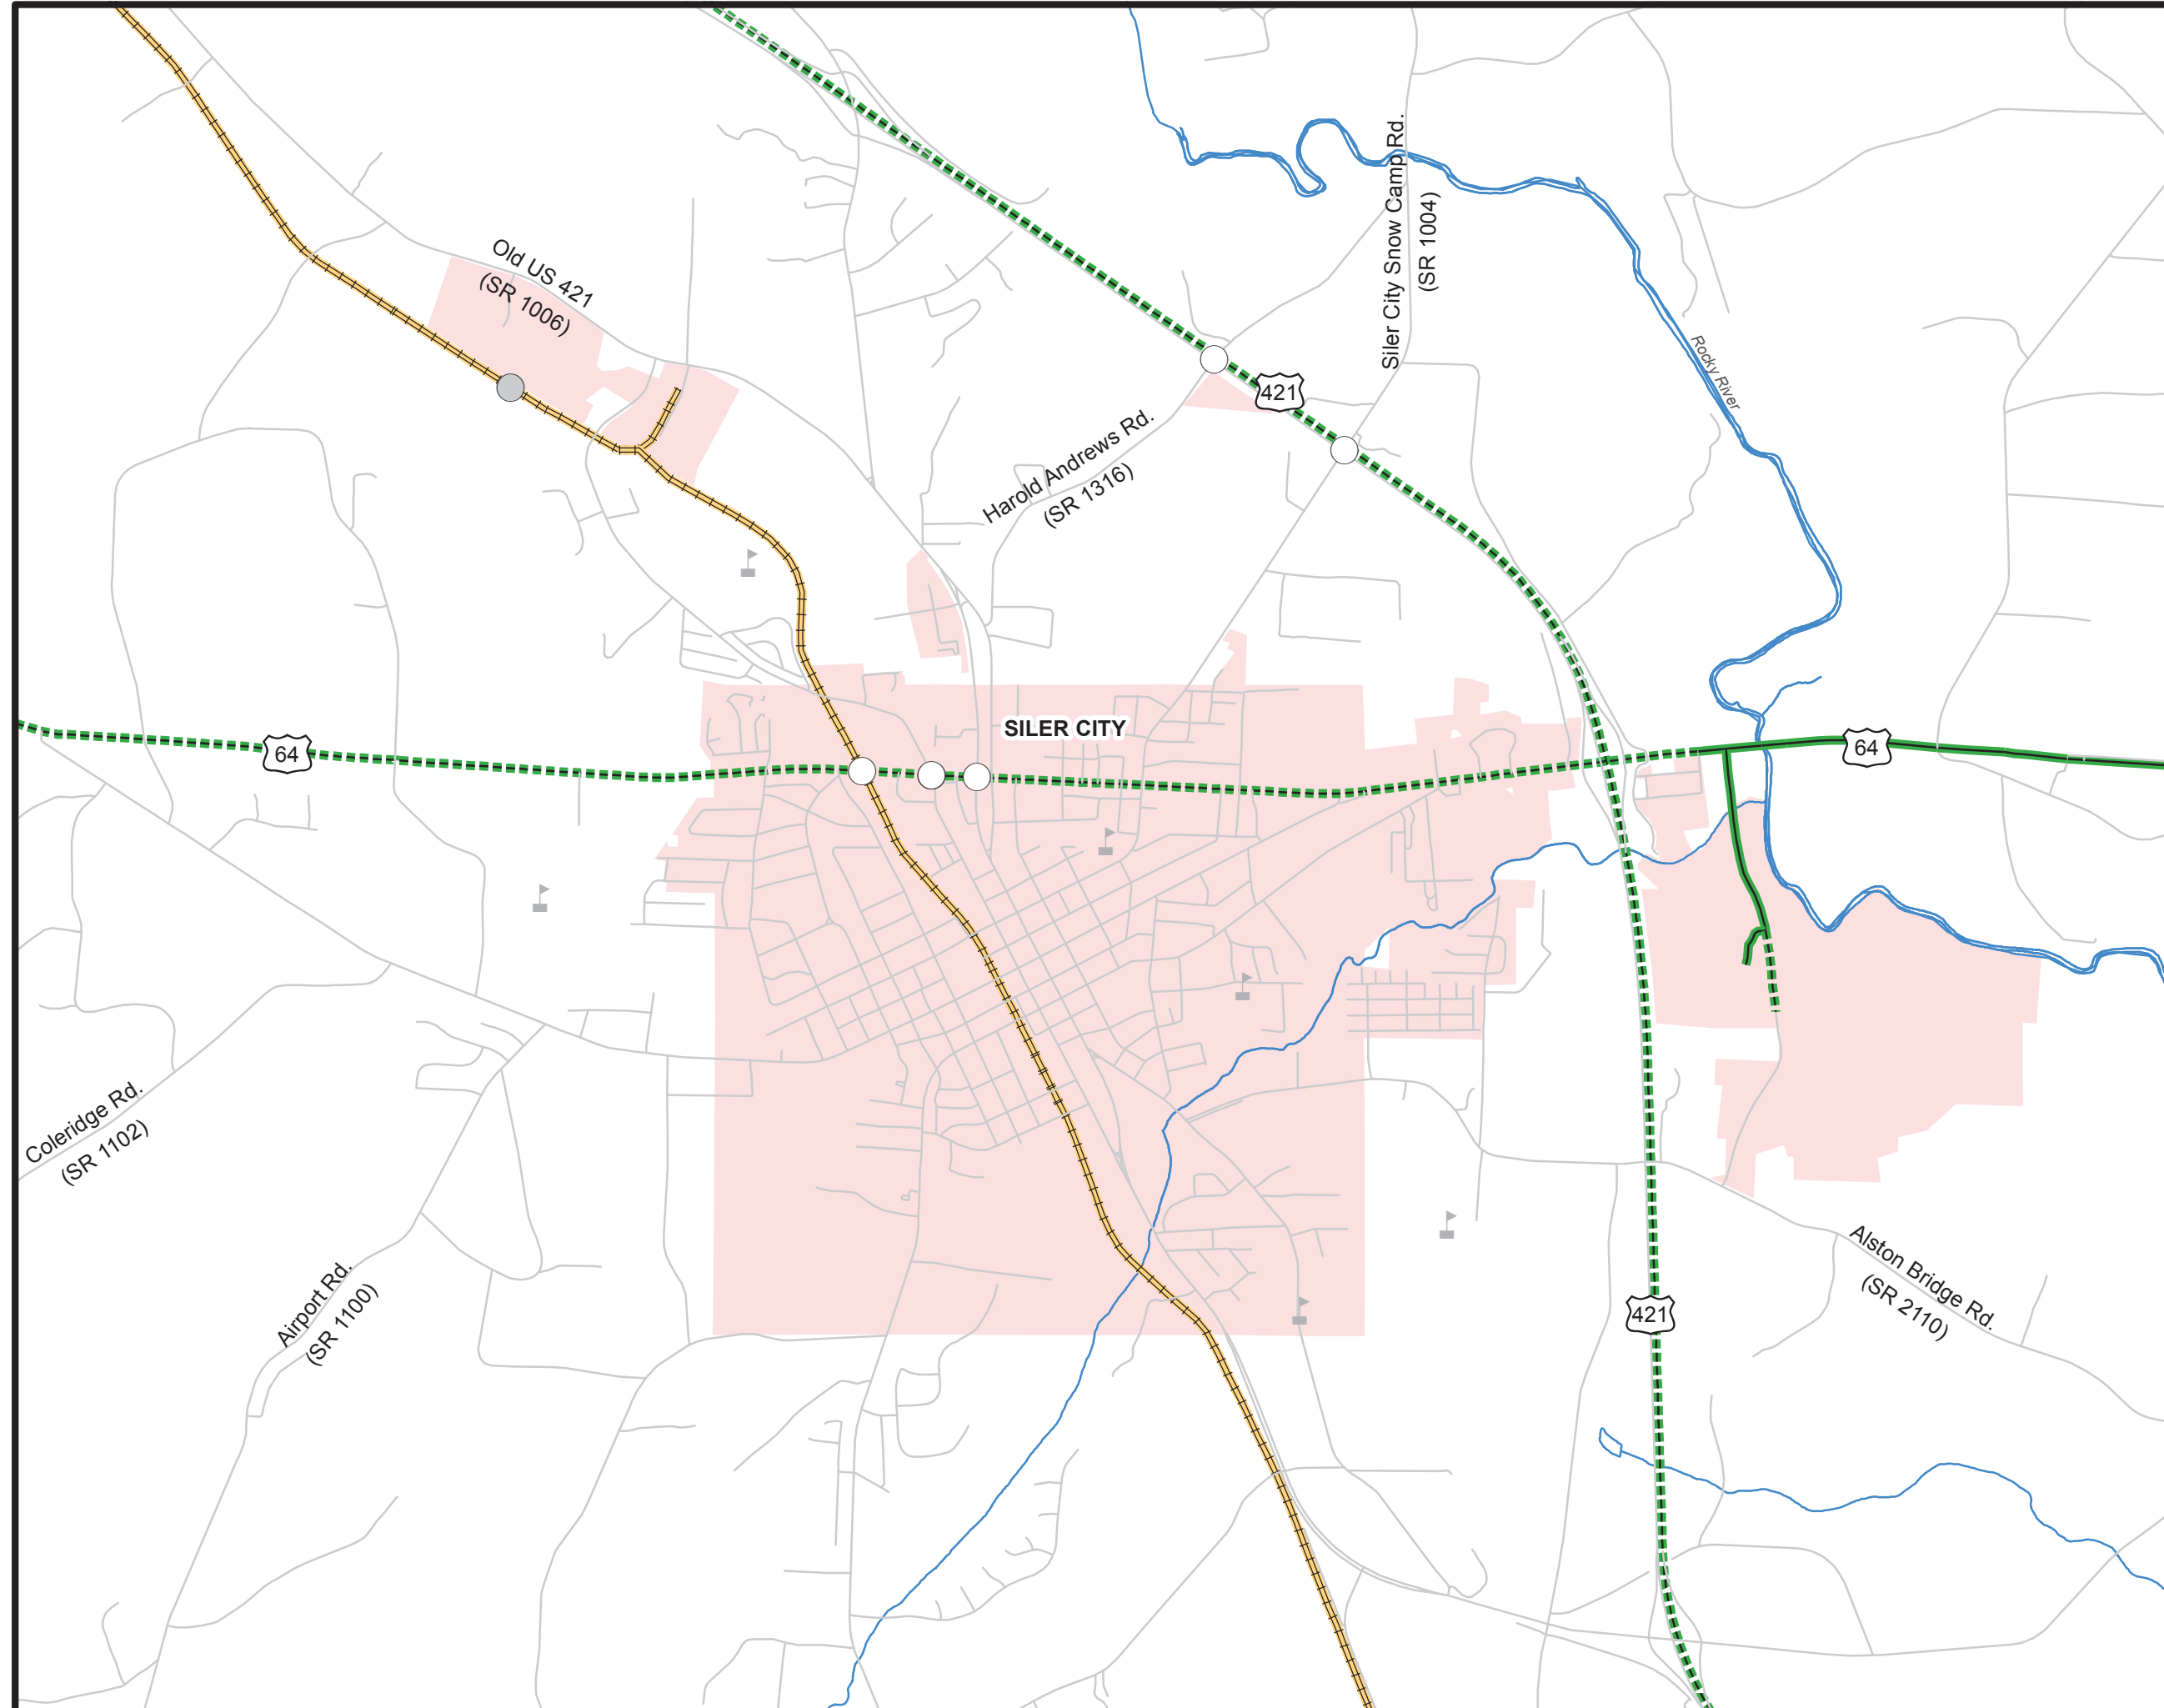 Siler City Snow Camp Rd.
(SR 1004)
Old US 421
(SR 1006)
Rocky River
421
Harold Andrews Rd.
(SR 1316)
SILER CITY
64
64
Coleridge Rd.
(SR 1102)
Airport Rd.
(SR 1100)
Alston Bridge Rd.
(SR 2110)
421